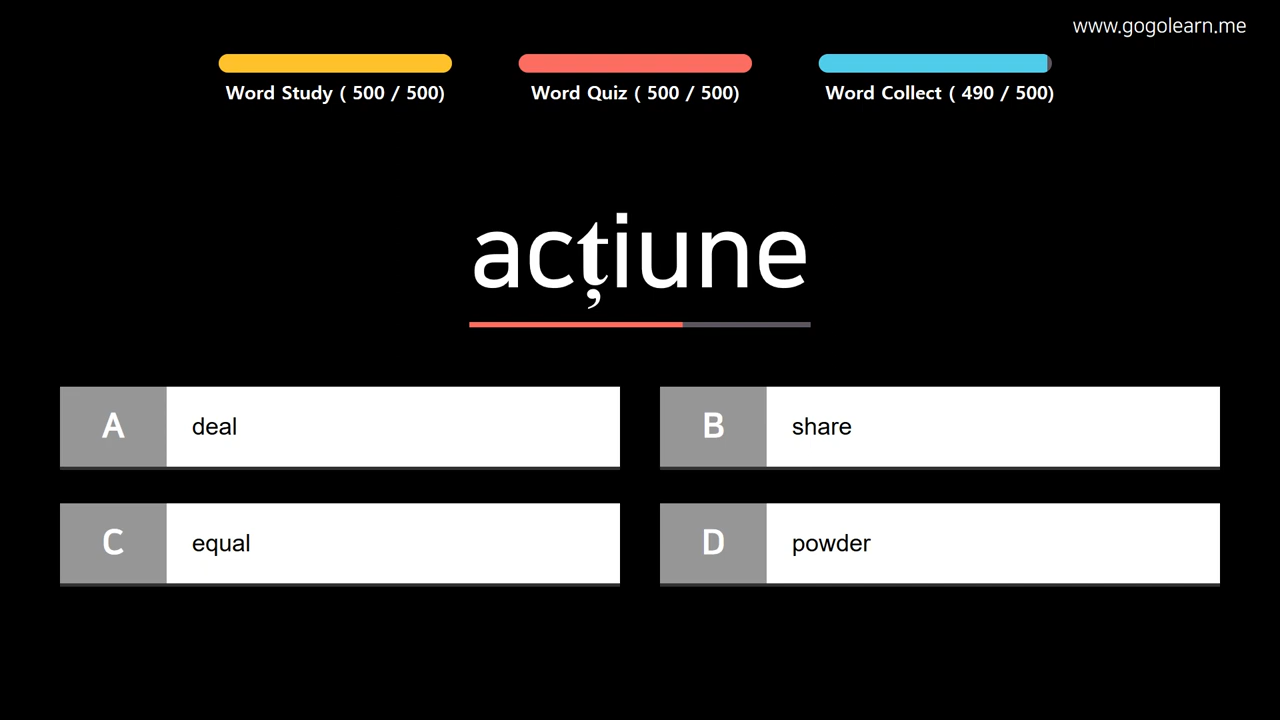 www.gogolearn.me
Word Study ( 500 / 500)
Word Quiz ( 500 / 500)
Word Collect ( 490 / 500)
acțiune
A deal
B share
C equal
D powder